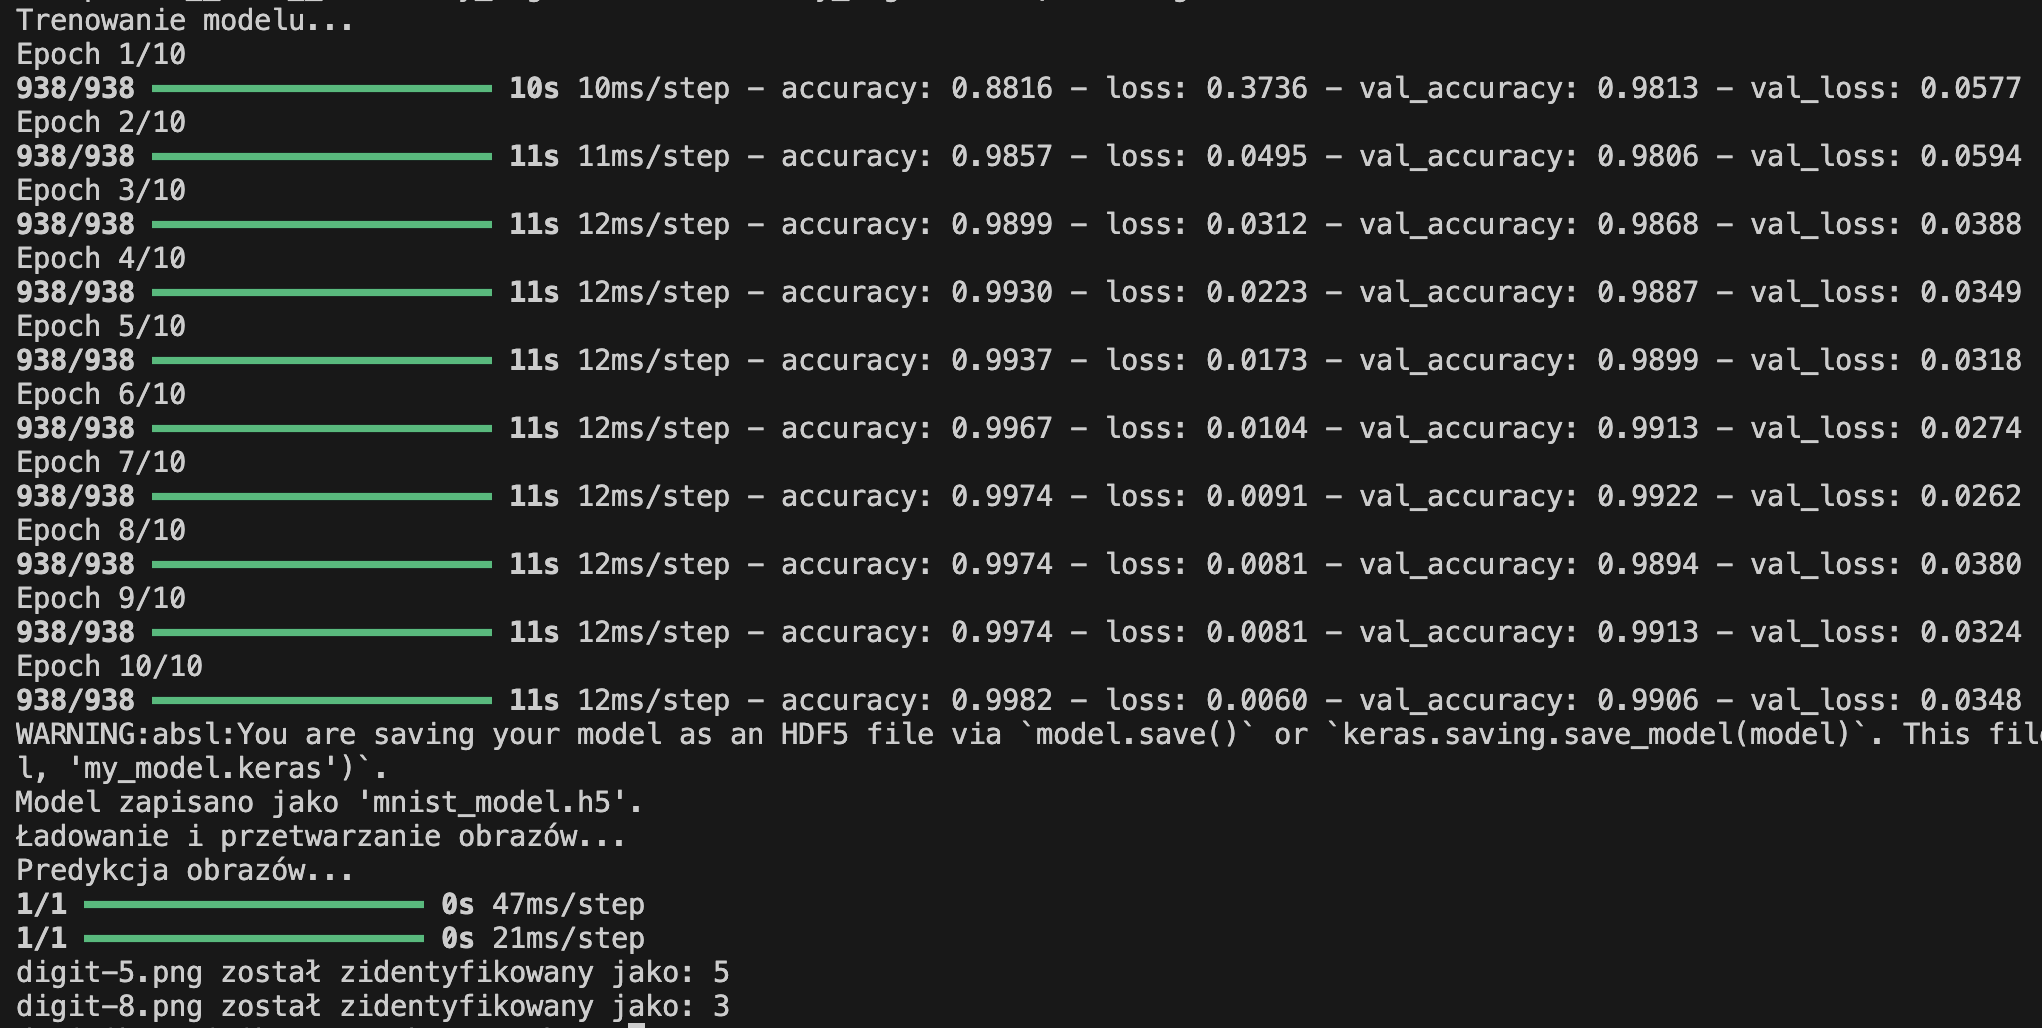 Trenowanie modelu...
Epoch 1/10
938/938 10s 10ms/step - accuracy: 0.8816 - loss: 0.3736 - val_accuracy: 0.9813 - val_loss: 0.0577
Epoch 2/10
938/938 11s 11ms/step - accuracy: 0.9857 - loss: 0.0495 - val_accuracy: 0.9806 - val_loss: 0.0594
Epoch 3/10
938/938 11s 12ms/step - accuracy: 0.9899 - loss: 0.0312 - val_accuracy: 0.9868 - val_loss: 0.0388
Epoch 4/10
938/938 11s 12ms/step - accuracy: 0.9930 - loss: 0.0223 - val_accuracy: 0.9887 - val_loss: 0.0349
Epoch 5/10
938/938 11s 12ms/step - accuracy: 0.9937 - loss: 0.0173 - val_accuracy: 0.9899 - val_loss: 0.0318
Epoch 6/10
938/938 11s 12ms/step - accuracy: 0.9967 - loss: 0.0104 - val_accuracy: 0.9913 - val_loss: 0.0274
Epoch 7/10
938/938 11s 12ms/step - accuracy: 0.9974 - loss: 0.0091 - val_accuracy: 0.9922 - val_loss: 0.0262
Epoch 8/10
938/938 11s 12ms/step - accuracy: 0.9974 - loss: 0.0081 - val_accuracy: 0.9894 - val_loss: 0.0380
Epoch 9/10
938/938 11s 12ms/step - accuracy: 0.9974 - loss: 0.0081 - val_accuracy: 0.9913 - val_loss: 0.0324
Epoch 10/10
938/938 11s 12ms/step - accuracy: 0.9982 - loss: 0.0060 - val_accuracy: 0.9906 - val_loss: 0.0348
WARNING:absl:You are saving your model as an HDF5 file via `model.save()` or `keras.saving.save_model(model)`. This fil
l, 'my_model.keras')`.
Model zapisano jako 'mnist_model.h5'.
Ładowanie i przetwarzanie obrazów...
Predykcja obrazów...
1/1 0s 47ms/step
1/1 0s 21ms/step
digit-5.png został zidentyfikowany jako: 5
digit-8.png został zidentyfikowany jako: 3